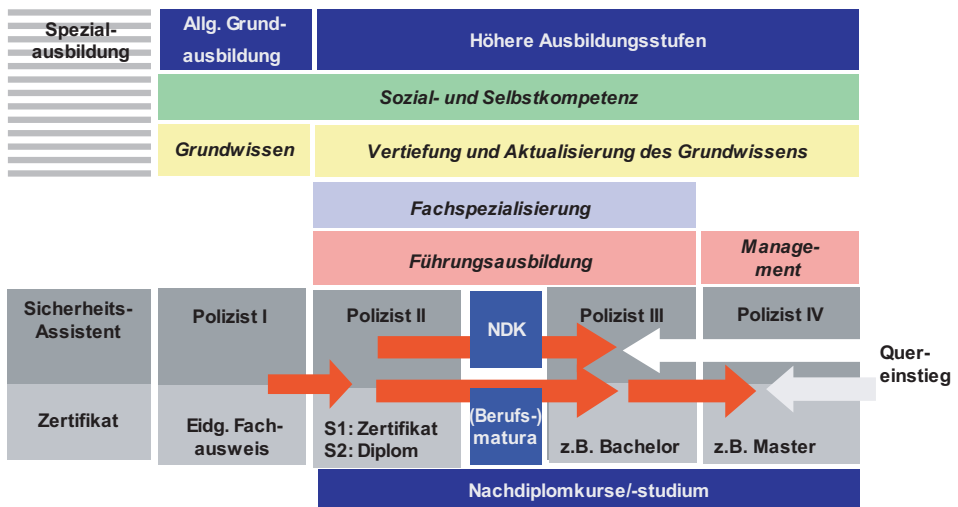 Spezial-
ausbildung
Allg. Grund-
ausbildung
Höhere Ausbildungsstufen
Sozial- und Selbstkompetenz
Grundwissen
Vertiefung und Aktualisierung des Grundwissens
Fachspezialisierung
Führungsausbildung
Manage-
ment
Sicherheits-
Assistent
Polizist I
Polizist II
NDK
Polizist III
Polizist IV
Quer-
einstieg
Zertifikat
Eidg. Fach-
ausweis
S1: Zertifikat
S2: Diplom
(Berufs-)
matura
z.B. Bachelor
z.B. Master
Nachdiplomkurse/-studium